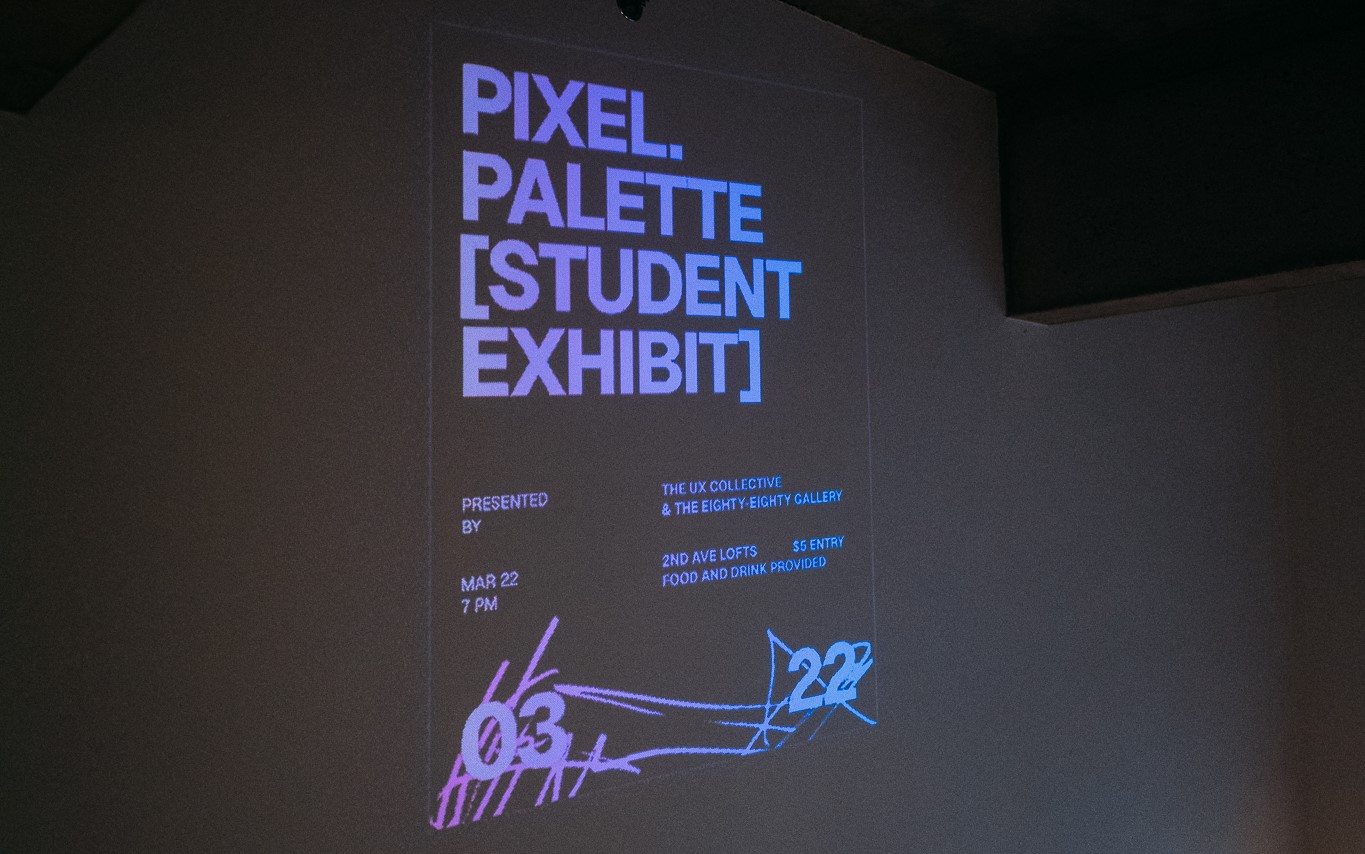 PIXEL.
PALETTE
[STUDENT
EXHIBIT]
PRESENTED
BY
THE UX COLLECTIVE
& THE EIGHTY-EIGHTY GALLERY
MAR 22
7 PM
2ND AVE LOFTS $5 ENTRY
FOOD AND DRINK PROVIDED
03
22